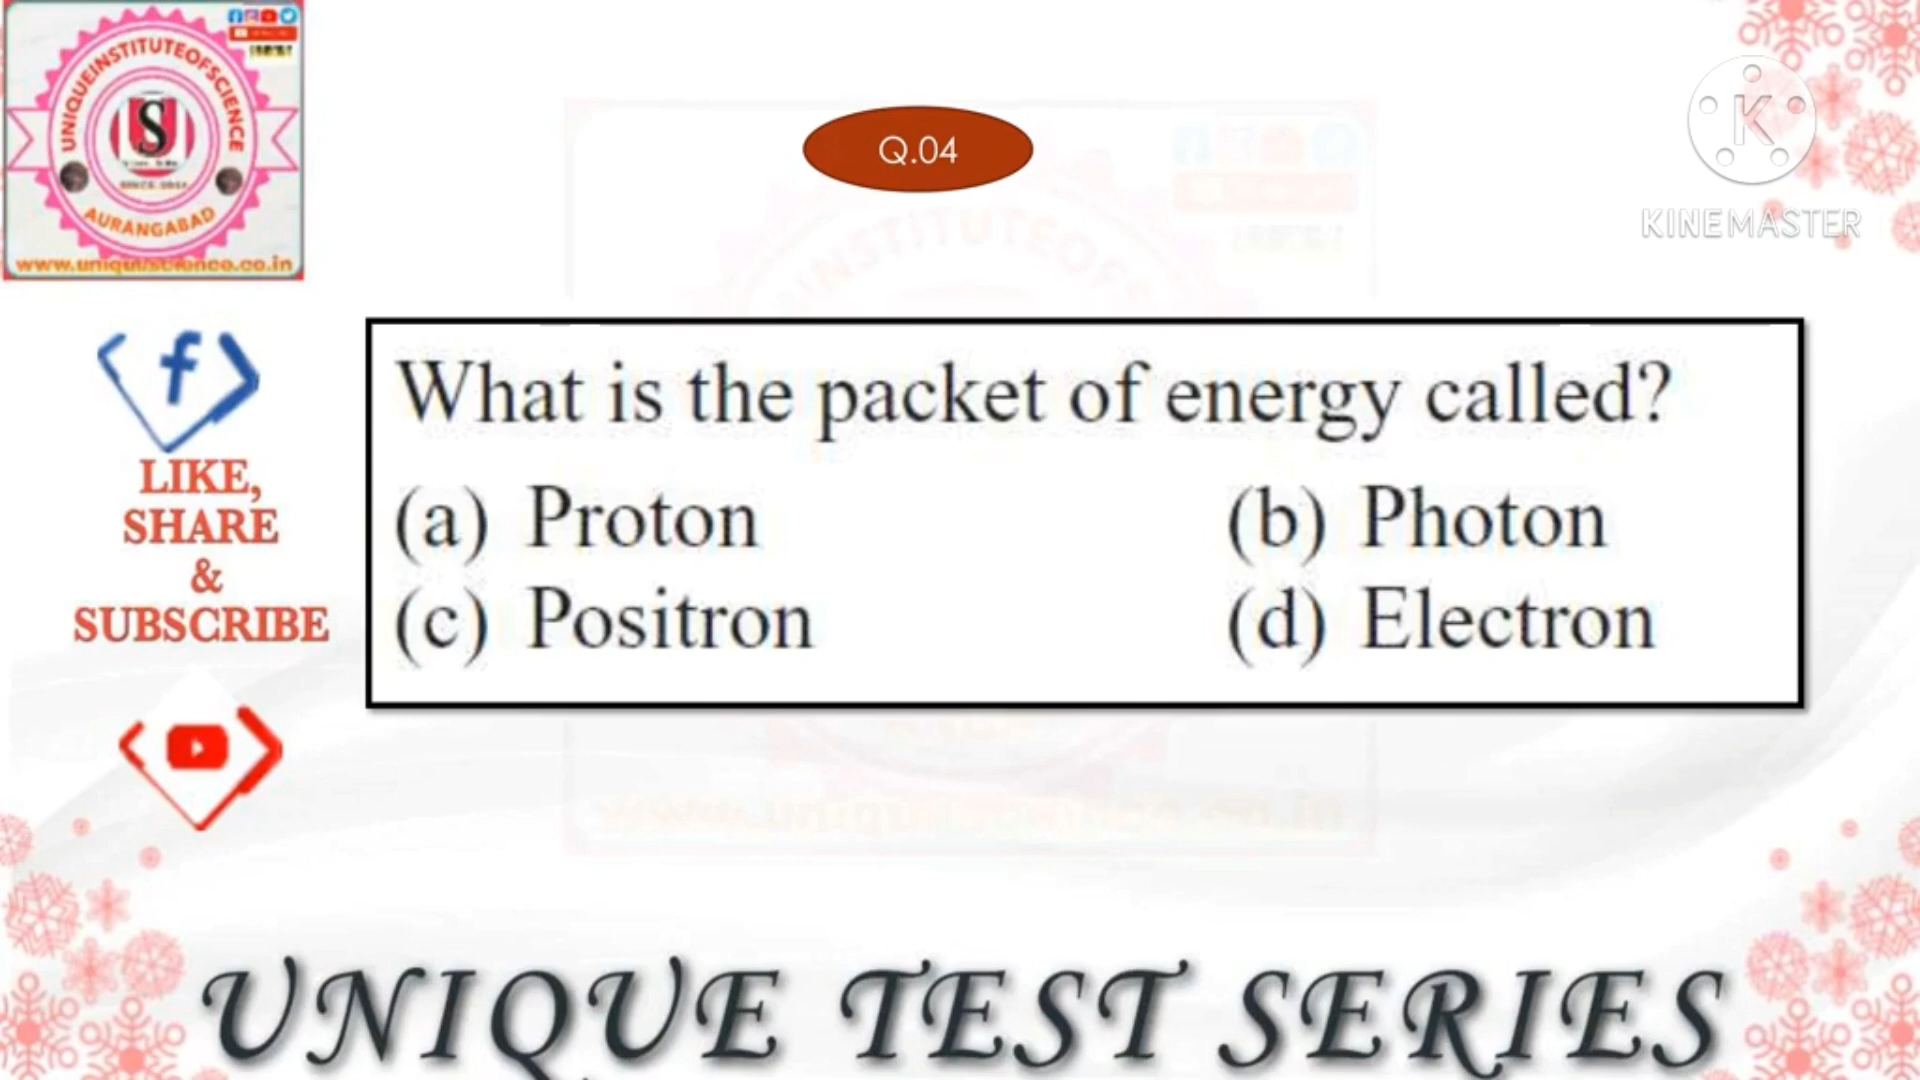 UNIQUEINSTITUTEOFSCIENCE
S
AURANGABAD
Q.04
K
KINEMASTER
What is the packet of energy called?
(a) Proton
(b) Photon
(c) Positron
(d) Electron
f
LIKE,
SHARE
&
SUBSCRIBE
UNIQUE TEST SERIES